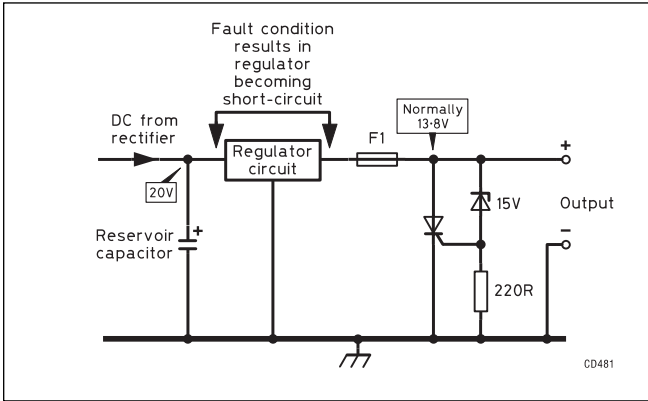 Fault condition
results in
regulator
becoming
short-circuit
DC from
rectifier
Normally
13·8V
F1
+
Regulator
circuit
20V
15V
Output
Reservoir
capacitor
+
−
220R
CD481